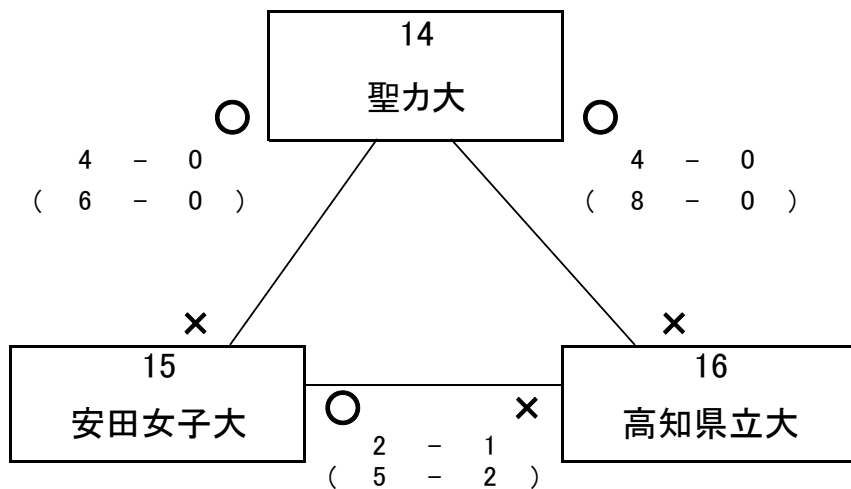 14
聖力大
○ ○
4 - 0 4 - 0
( 6 - 0 ) ( 8 - 0 )
× ×
15 16
安田女子大 高知県立大
○ ×
2 - 1
( 5 - 2 )